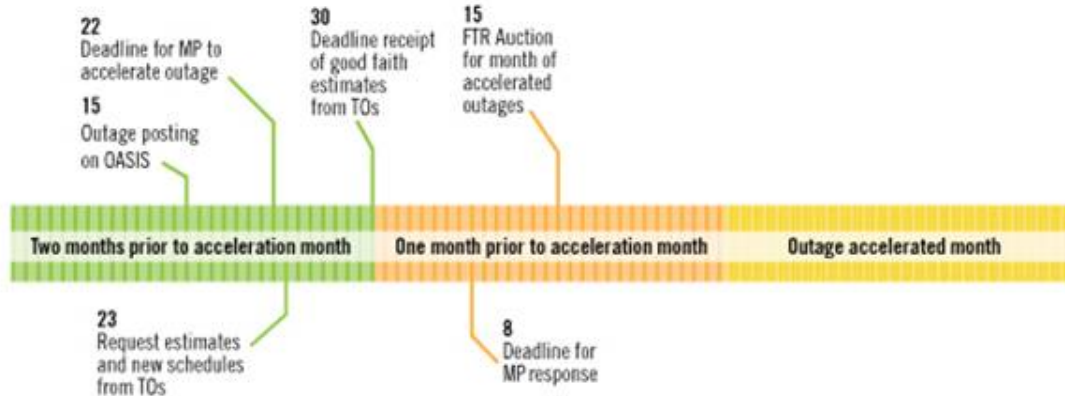 22
Deadline for MP to
accelerate outage
15
Outage posting
on OASIS
30
Deadline receipt
of good faith
estimates
from TOs
15
FTR Auction
for month of
accelerated
outages
Two months prior to acceleration month
One month prior to acceleration month
Outage accelerated month
23
Request estimates
and new schedules
from TOs
8
Deadline for
MP response